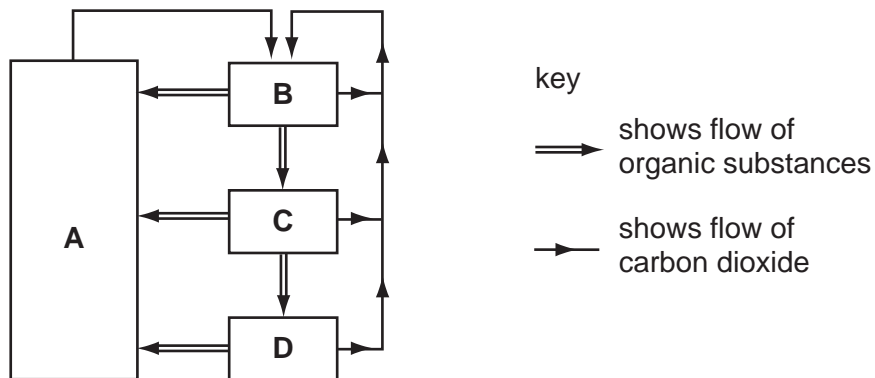 B
key
shows flow of
organic substances
C
A
shows flow of
carbon dioxide
D